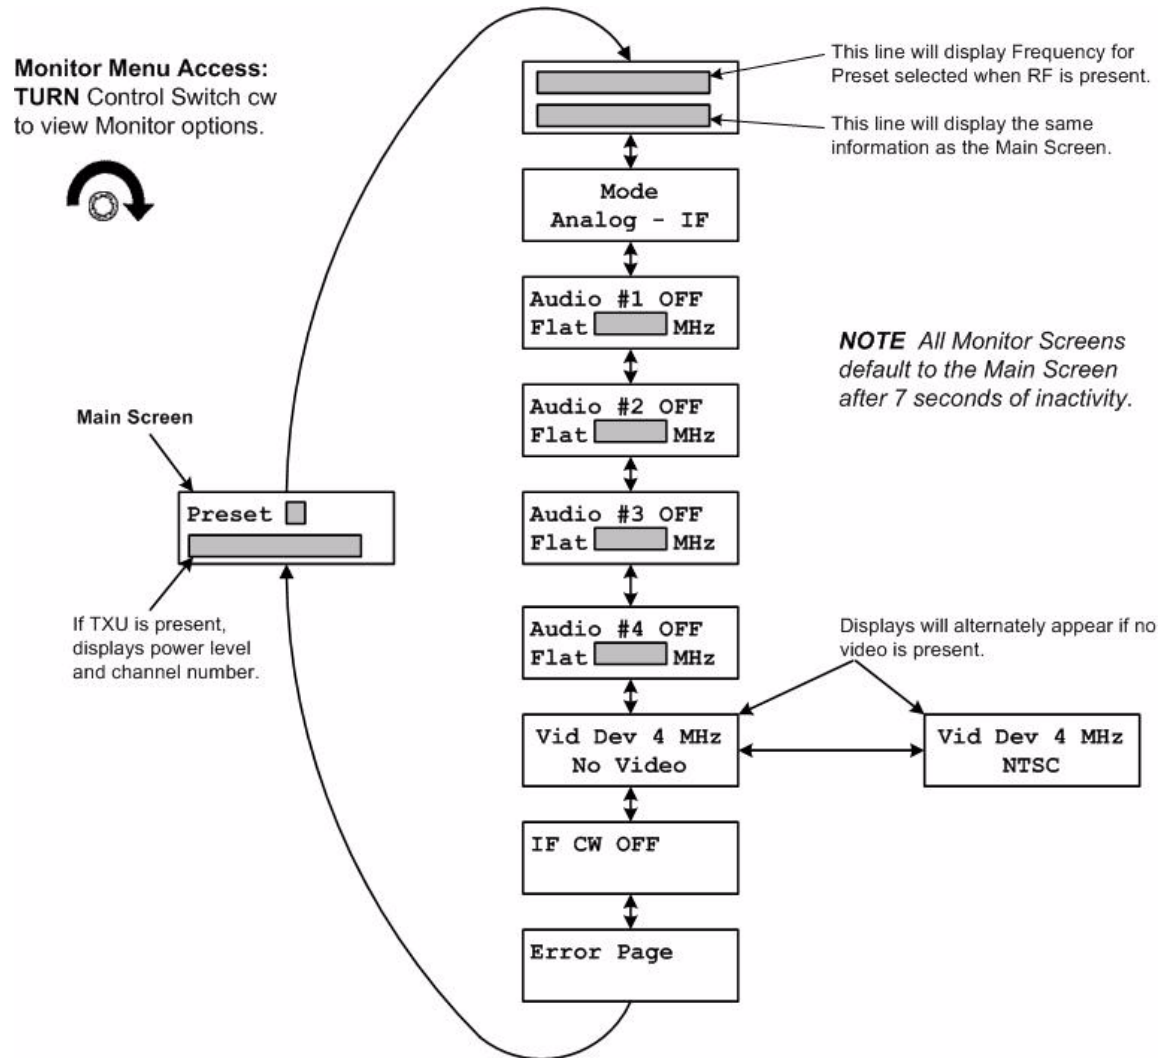 Monitor Menu Access:
TURN Control Switch cw
to view Monitor options.
This line will display Frequency for
Preset selected when RF is present.
This line will display the same
information as the Main Screen.
Mode
Analog - IF
Audio #1 OFF
Flat MHz
NOTE All Monitor Screens
default to the Main Screen
after 7 seconds of inactivity.
Audio #2 OFF
Flat MHz
Main Screen
Preset
Audio #3 OFF
Flat MHz
If TXU is present,
displays power level
and channel number.
Audio #4 OFF
Flat MHz
Displays will alternately appear if no
video is present.
Vid Dev 4 MHz
No Video
Vid Dev 4 MHz
NTSC
IF CW OFF
Error Page